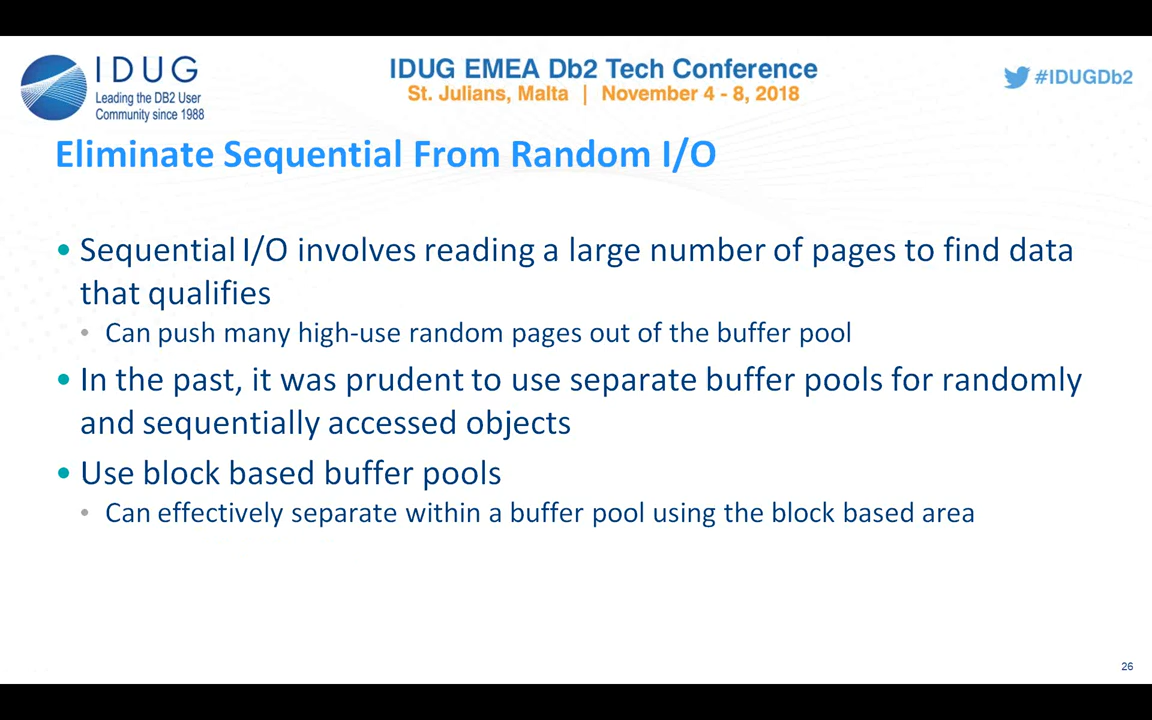 IDUG
Leading the DB2 User
Community since 1988
IDUG EMEA Db2 Tech Conference
St. Julians, Malta | November 4 - 8, 2018
#IDUGDb2
Eliminate Sequential From Random I/O
• Sequential I/O involves reading a large number of pages to find data
that qualifies
• Can push many high-use random pages out of the buffer pool
• In the past, it was prudent to use separate buffer pools for randomly
and sequentially accessed objects
• Use block based buffer pools
• Can effectively separate within a buffer pool using the block based area
26